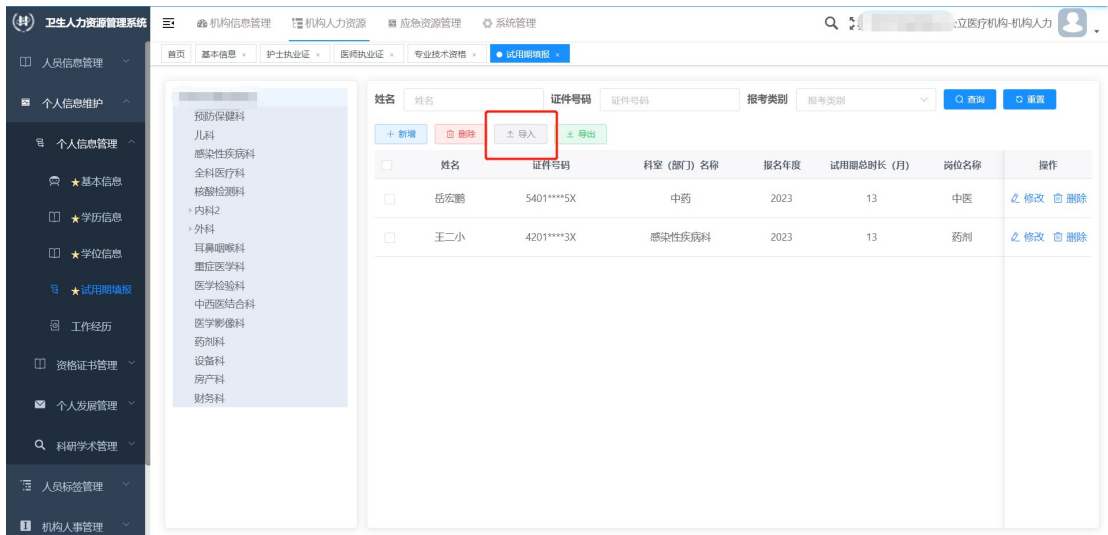 卫生人力资源管理系统
机构信息管理 机构人力资源 应急资源管理 系统管理
立医疗机构-机构人力
首页 基本信息 × 护士执业证 × 医师执业证 × 专业技术资格 × 试用期填报 ×
人员信息管理
个人信息维护
个人信息管理
★基本信息
★学历信息
★学位信息
★试用期填报
工作经历
资格证书管理
个人发展管理
科研学术管理
人员标签管理
机构人事管理
预防保健科
儿科
感染性疾病科
全科医疗科
核酸检测科
内科2
外科
耳鼻咽喉科
重症医学科
医学检验科
中西医结合科
医学影像科
药剂科
设备科
房产科
财务科
姓名 姓名 证件号码 证件号码 报考类别 报考类别 查询 重置
+ 新增 删除 导入 导出
姓名 证件号码 科室（部门）名称 报名年度 试用期总时长（月） 岗位名称 操作
岳宏鹏 5401****5X 中药 2023 13 中医 修改 删除
王二小 4201****3X 感染性疾病科 2023 13 药剂 修改 删除